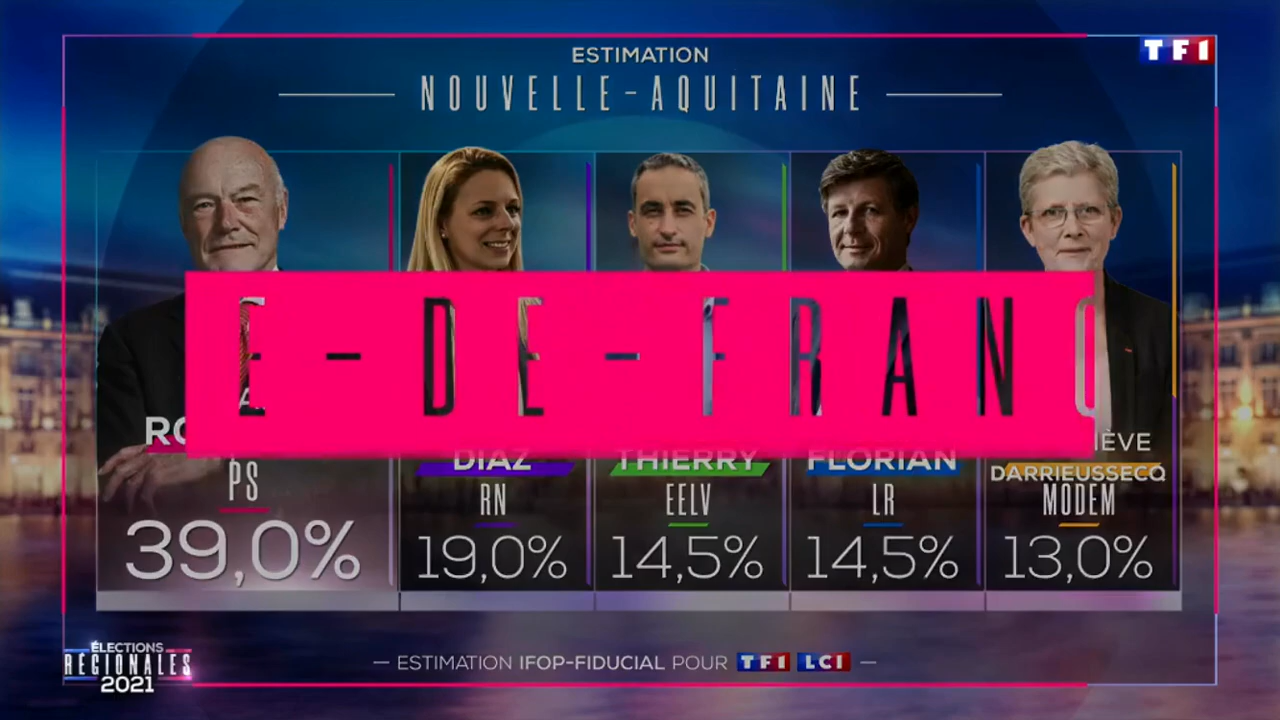 ESTIMATION
TF1
NOUVELLE-AQUITAINE
E-DE-FRANC
DIAZ
THIERRY
FLORIAN
DARRIEUSSECQ
PS
RN
EELV
LR
MODEM
39,0%
19,0%
14,5%
14,5%
13,0%
ÉLECTIONS
RÉGIONALES
2021
— ESTIMATION IFOP-FIDUCIAL POUR TF1 LCI —